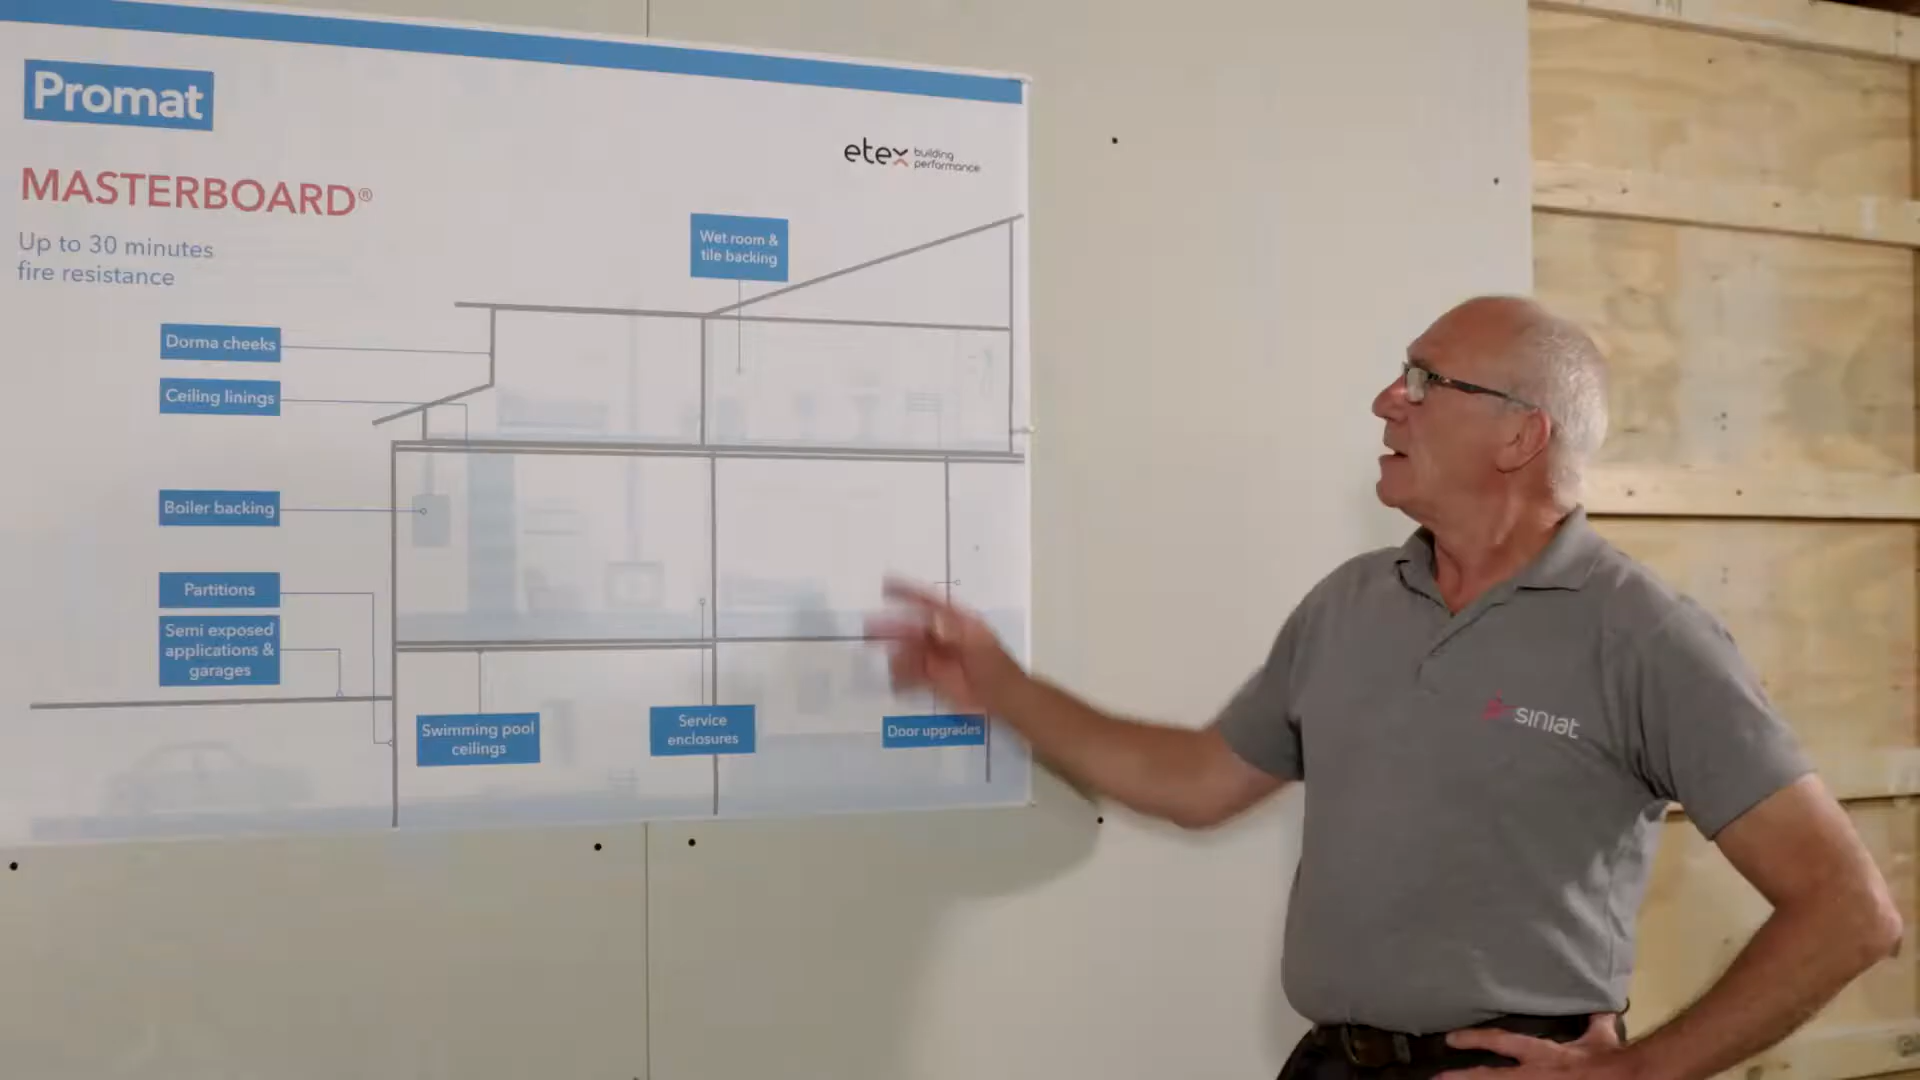 Promat
etex building
performance
MASTERBOARD®
Up to 30 minutes
fire resistance
Wet room &
tile backing
Dorma cheeks
Ceiling linings
Boiler backing
Partitions
Semi exposed
applications &
garages
Swimming pool
ceilings
Service
enclosures
Door upgrades
siniat